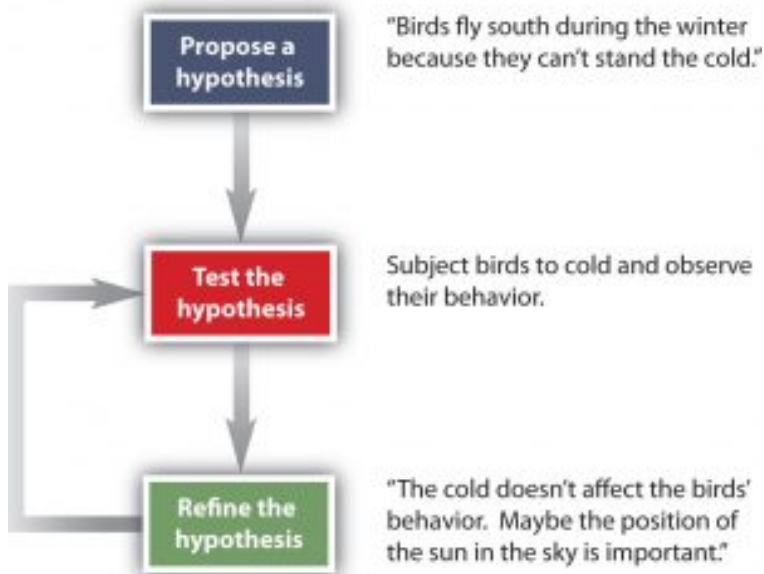 Propose a
hypothesis
"Birds fly south during the winter
because they can't stand the cold."
Test the
hypothesis
Subject birds to cold and observe
their behavior.
Refine the
hypothesis
"The cold doesn't affect the birds'
behavior. Maybe the position of
the sun in the sky is important."